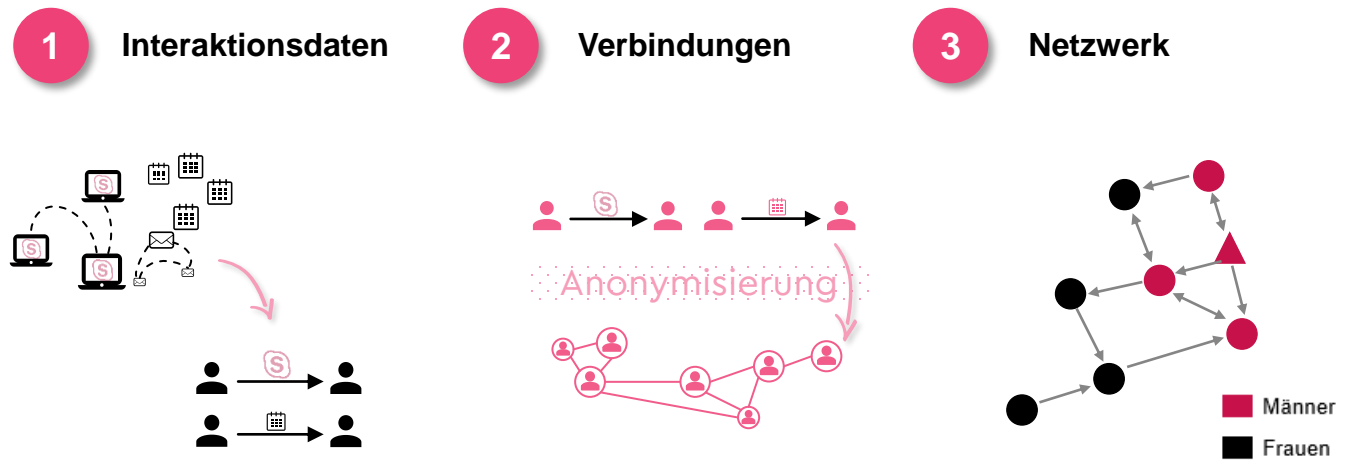 1 Interaktionsdaten
2 Verbindungen
3 Netzwerk
S
S
S
S
S
Anonymisierung
Männer
Frauen